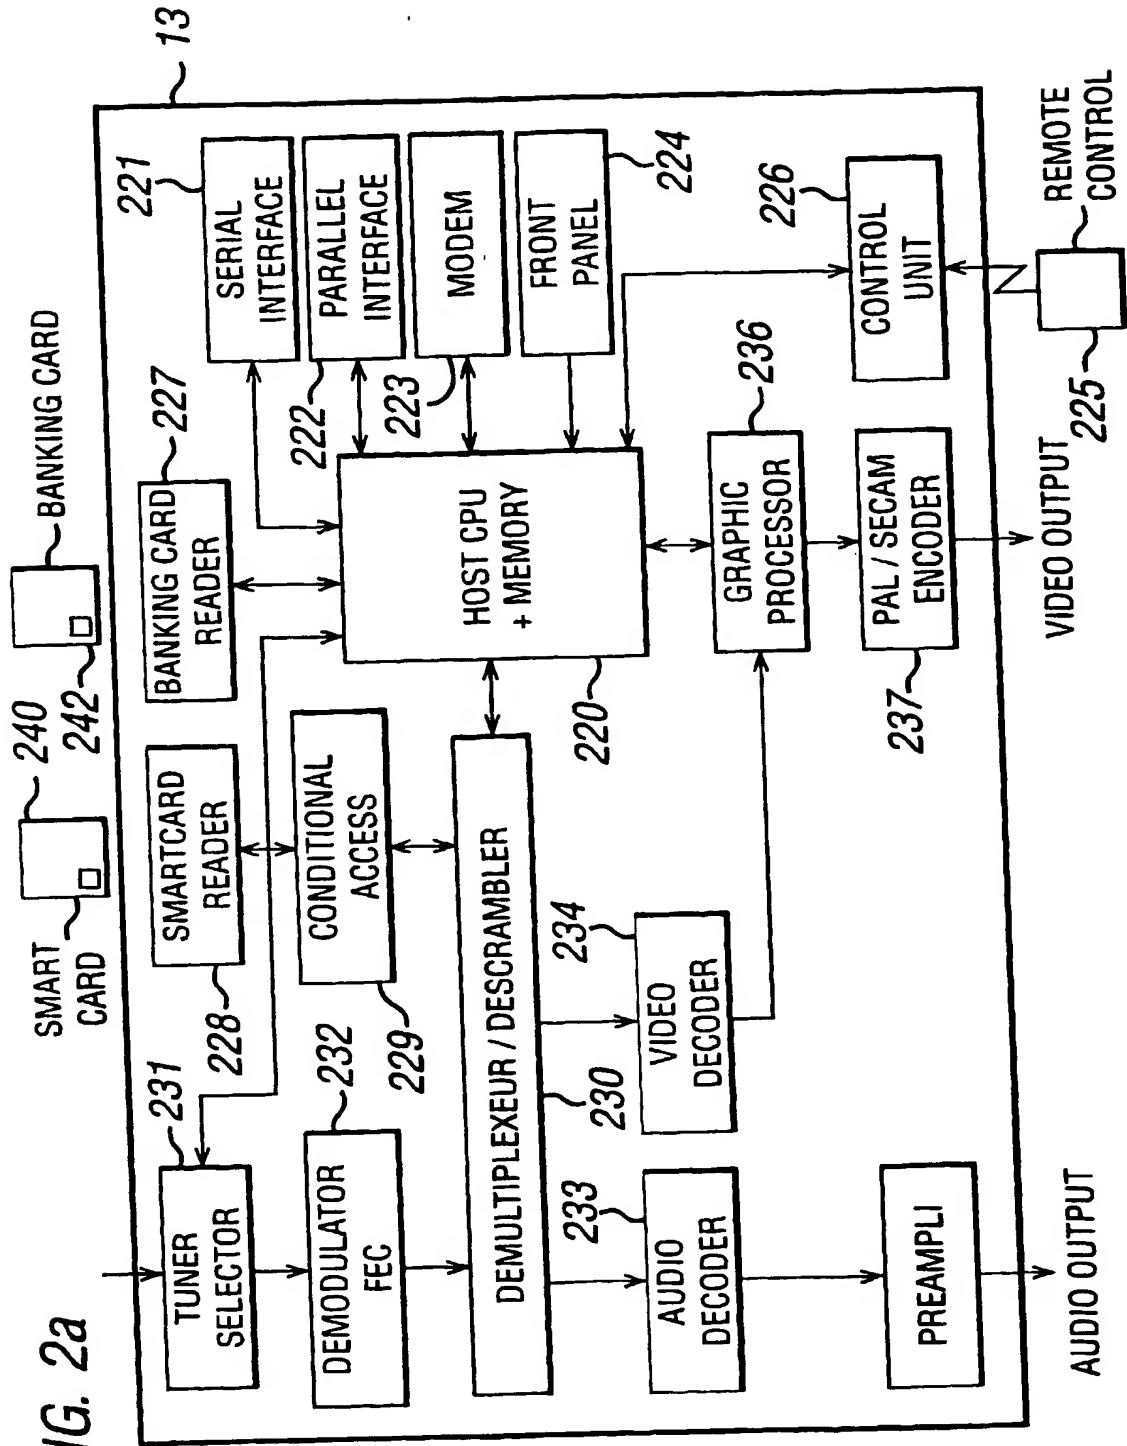 IG. 2a
13
SMART
CARD
240
242
BANKING CARD
TUNER
SELECTOR
231
SMARTCARD
READER
228
BANKING CARD
READER
227
SERIAL
INTERFACE
221
PARALLEL
INTERFACE
222
MODEM
223
FRONT
PANEL
224
DEMODULATOR
FEC
232
CONDITIONAL
ACCESS
229
HOST CPU
+ MEMORY
220
DEMULTIPLEXEUR / DESCRAMBLER
230
AUDIO
DECODER
233
VIDEO
DECODER
234
GRAPHIC
PROCESSOR
236
CONTROL
UNIT
226
PREAMPLI
PAL / SECAM
ENCODER
237
225
REMOTE
CONTROL
AUDIO OUTPUT
VIDEO OUTPUT